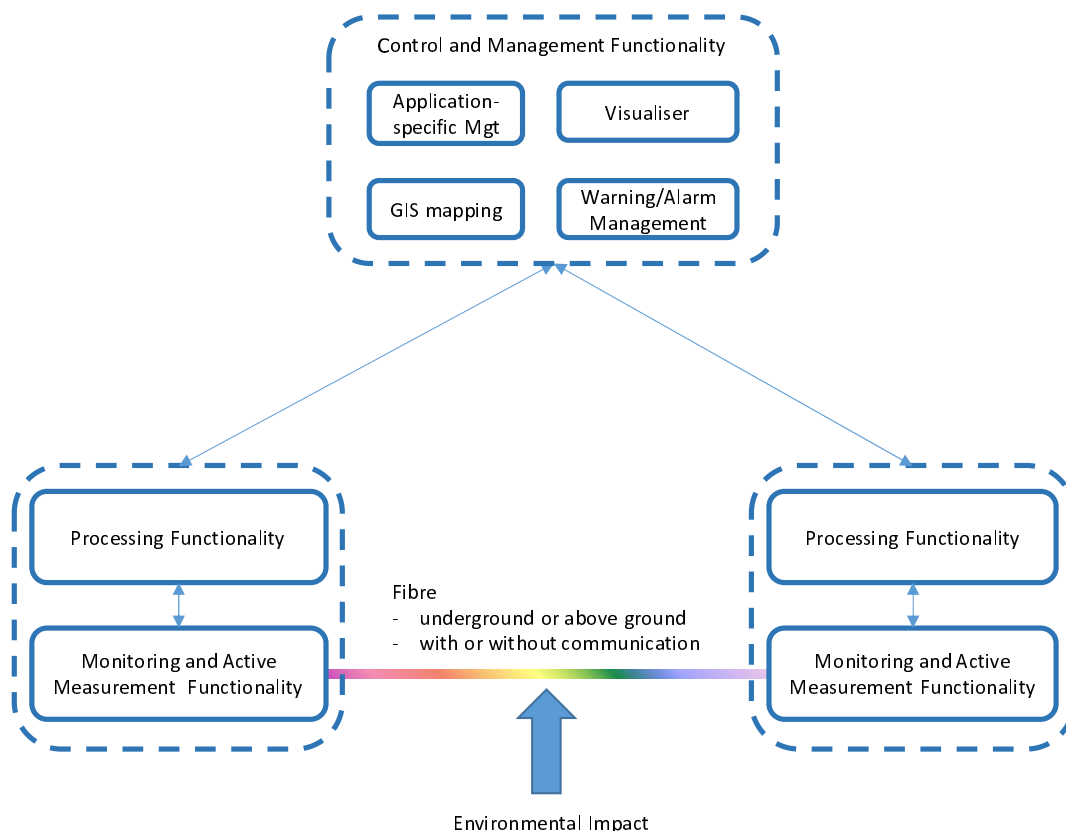 Control and Management Functionality
Application-
specific Mgt
Visualiser
GIS mapping
Warning/Alarm
Management
Processing Functionality
Processing Functionality
Fibre
- underground or above ground
- with or without communication
Monitoring and Active
Measurement Functionality
Monitoring and Active
Measurement Functionality
Environmental Impact